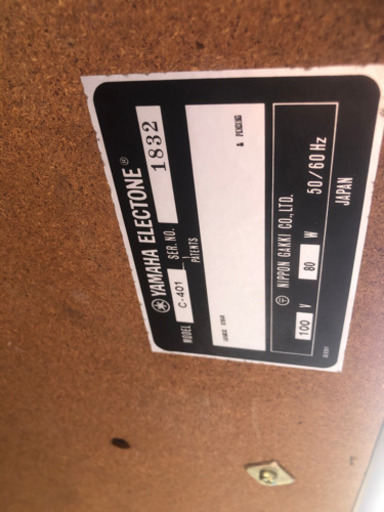 YAMAHA ELECTONE®
MODEL C-401 SER. NO. 1832
PATENTS
& PENDING
NIPPON GAKKI CO., LTD.
100 V 80 W 50/60 Hz
JAPAN